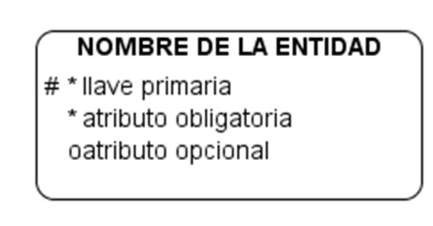 NOMBRE DE LA ENTIDAD
# * llave primaria
* atributo obligatoria
oatributo opcional